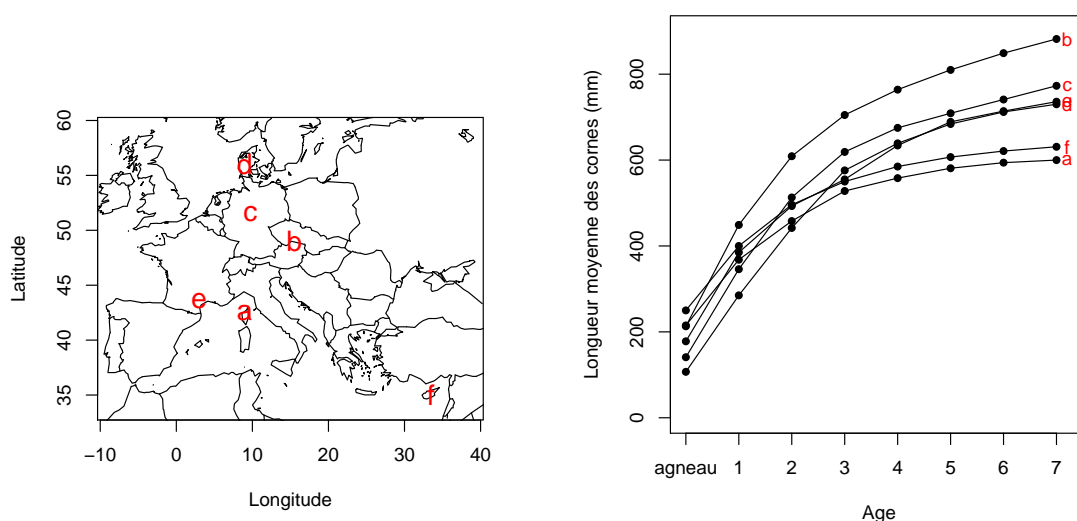 60
55
50
45
40
35
Latitude
d
c
b
e
a
f
−10 0 10 20 30 40
Longitude
800
600
400
200
0
Longueur moyenne des cornes (mm)
b
c
e
d
f
a
agneau 1 2 3 4 5 6 7
Age